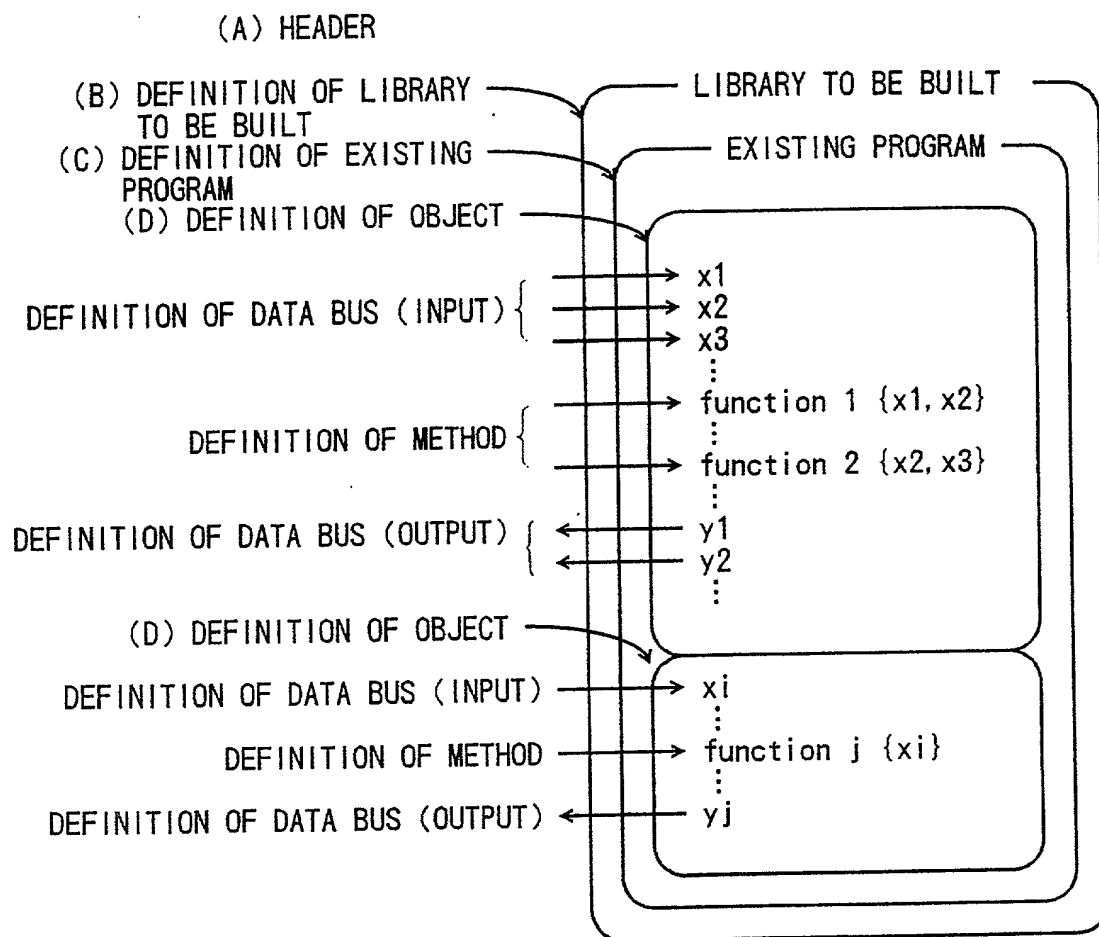 (A) HEADER
LIBRARY TO BE BUILT
(B) DEFINITION OF LIBRARY
TO BE BUILT
EXISTING PROGRAM
(C) DEFINITION OF EXISTING
PROGRAM
(D) DEFINITION OF OBJECT
x1
DEFINITION OF DATA BUS (INPUT)
x2
x3
function 1 {x1, x2}
DEFINITION OF METHOD
function 2 {x2, x3}
DEFINITION OF DATA BUS (OUTPUT)
y1
y2
(D) DEFINITION OF OBJECT
DEFINITION OF DATA BUS (INPUT)
xi
DEFINITION OF METHOD
function j {xi}
DEFINITION OF DATA BUS (OUTPUT)
yj